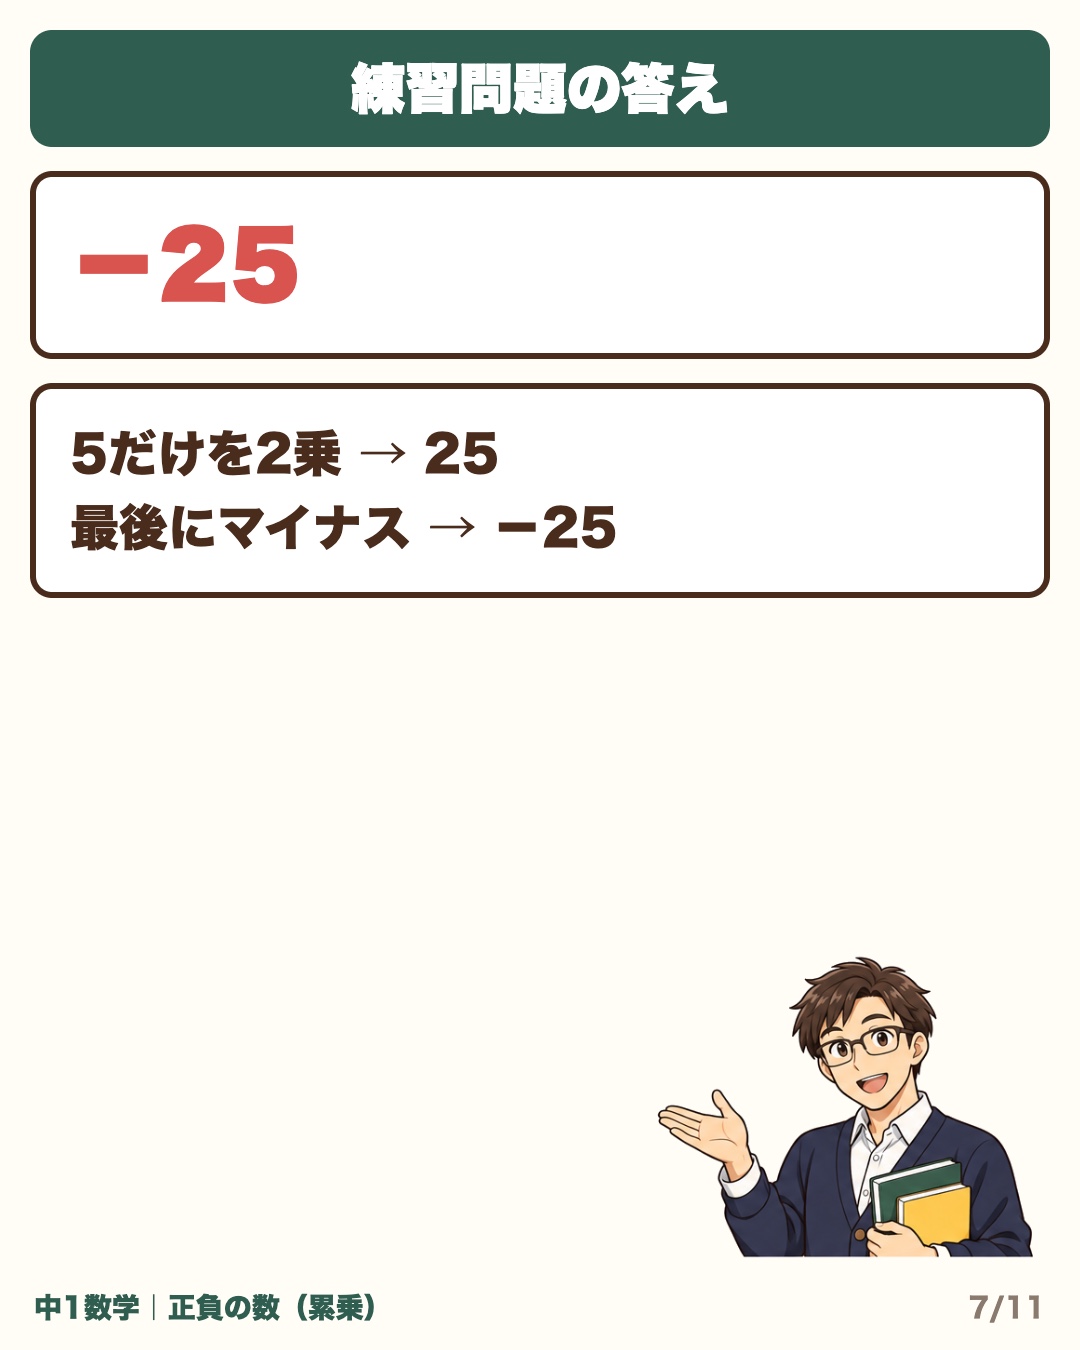 練習問題の答え
−25
5だけを2乗 → 25
最後にマイナス → −25
中1数学｜正負の数（累乗）
7/11